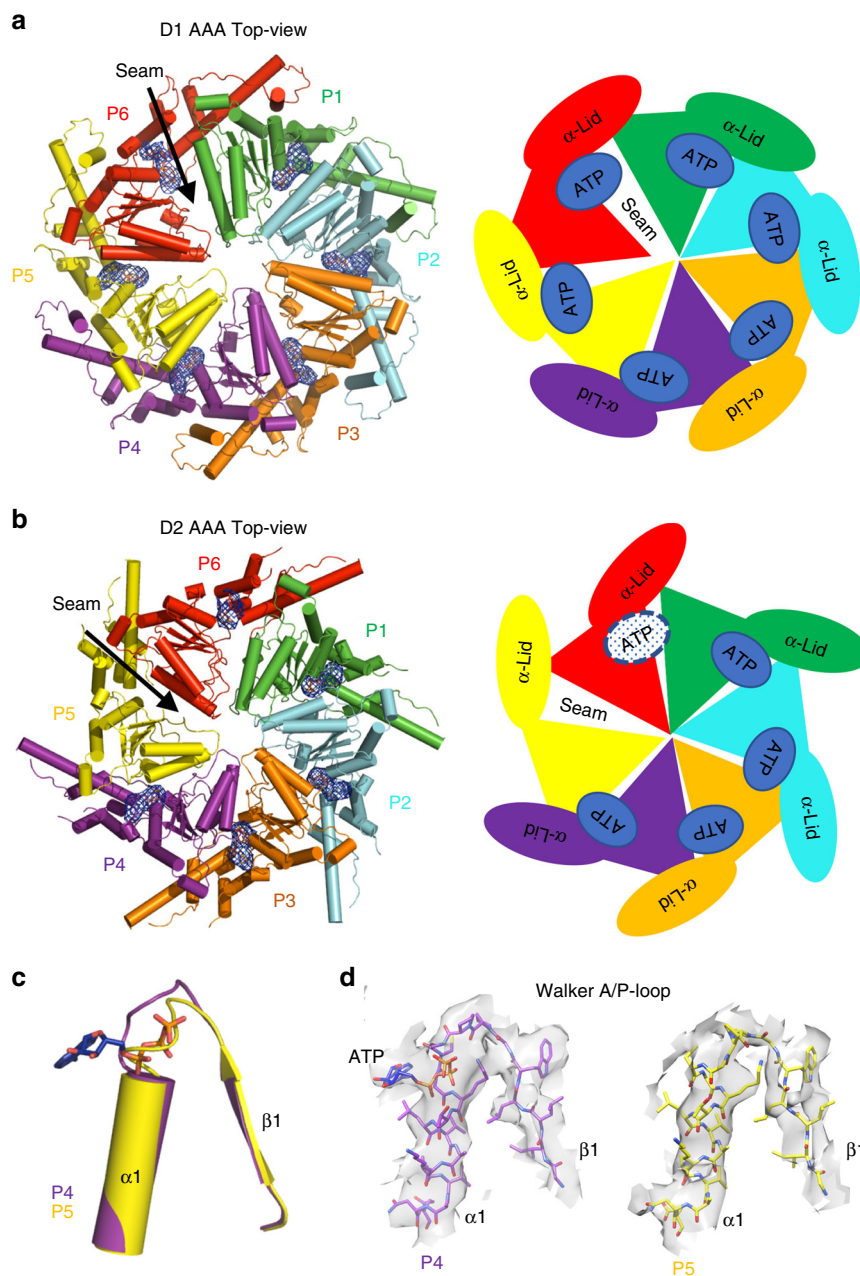 a
D1 AAA Top-view
Seam
P6
P1
P2
P5
P4
P3
α-Lid
α-Lid
ATP
ATP
ATP
Seam
α-Lid
α-Lid
ATP
ATP
ATP
α-Lid
α-Lid
b
D2 AAA Top-view
P6
Seam
P1
P5
P2
P4
P3
α-Lid
ATP
α-Lid
α-Lid
ATP
Seam
ATP
ATP
ATP
α-Lid
α-Lid
α-Lid
c
β1
α1
P4
P5
d
Walker A/P-loop
ATP
β1
β1
α1
α1
P4
P5